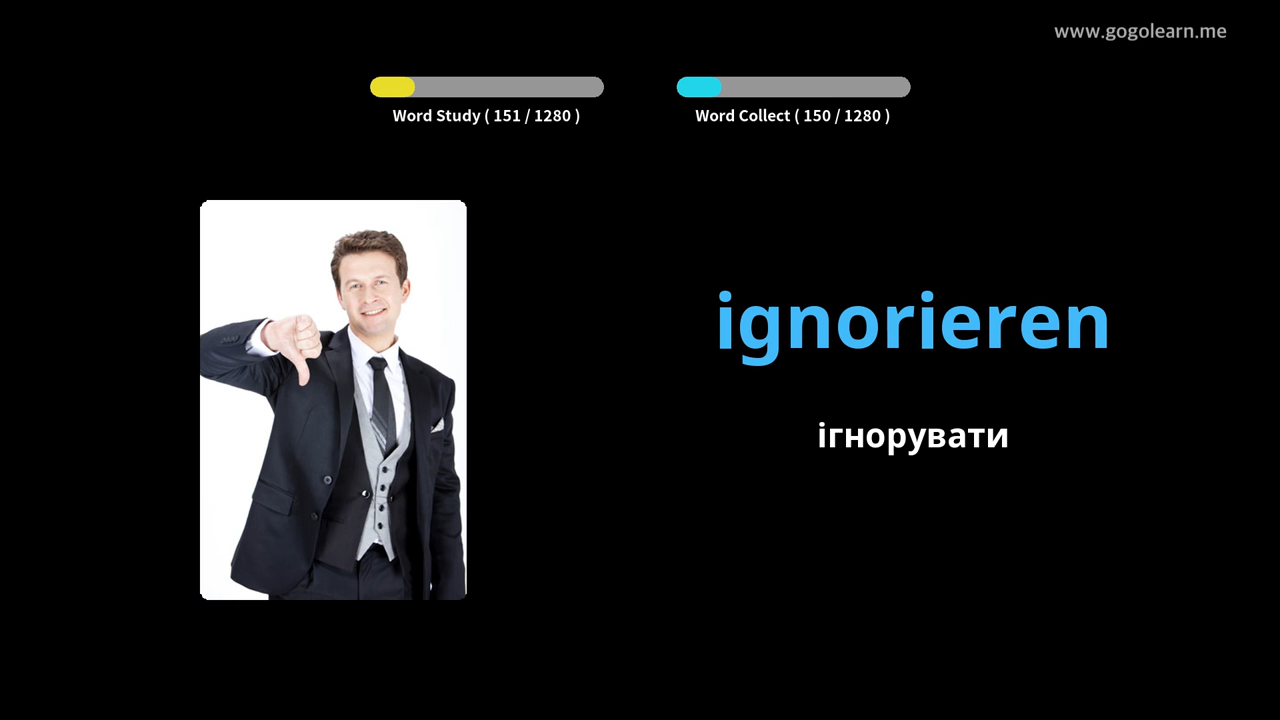 www.gogolearn.me
Word Study ( 151 / 1280 )
Word Collect ( 150 / 1280 )
ignorieren
ігнорувати